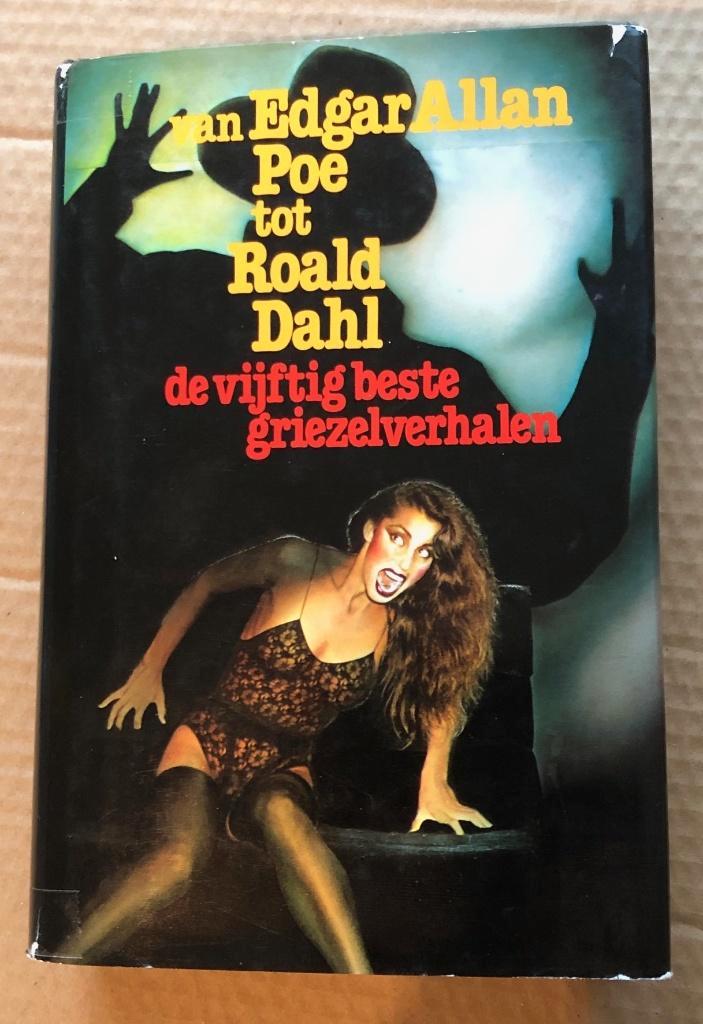 van Edgar Allan
Poe
tot
Roald
Dahl
de vijftig beste
griezelverhalen